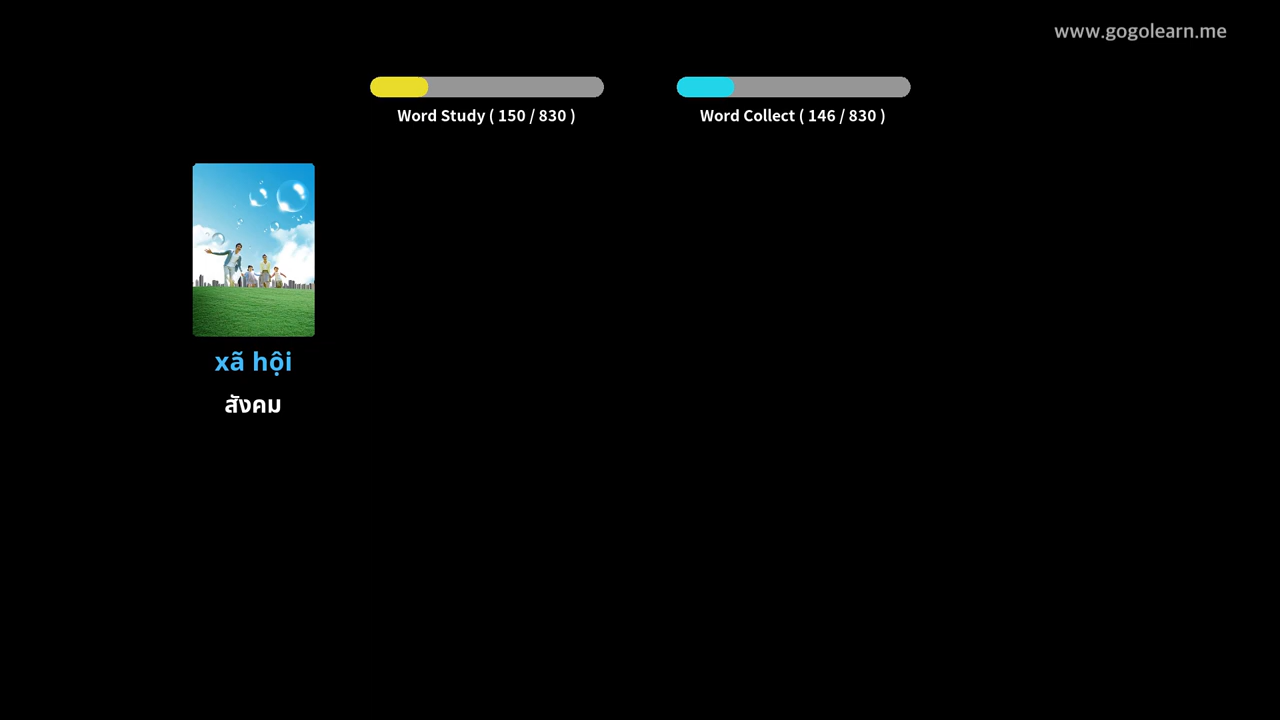 www.gogolearn.me
Word Study ( 150 / 830 )
Word Collect ( 146 / 830 )
xã hội
สังคม